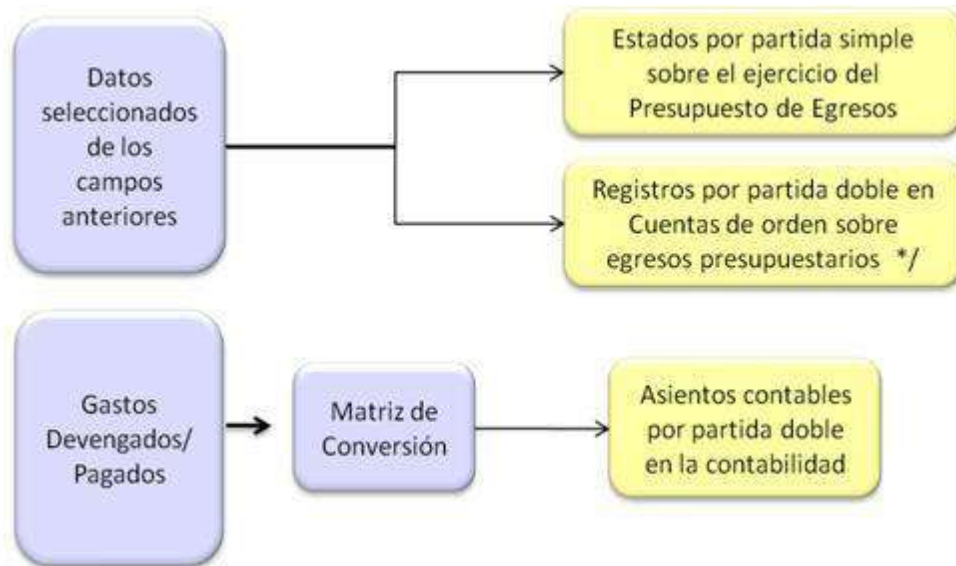 Datos
seleccionados
de los
campos
anteriores
Estados por partida simple
sobre el ejercicio del
Presupuesto de Egresos
Registros por partida doble en
Cuentas de orden sobre
egresos presupuestarios */
Gastos
Devengados/
Pagados
Matriz de
Conversión
Asientos contables
por partida doble
en la contabilidad